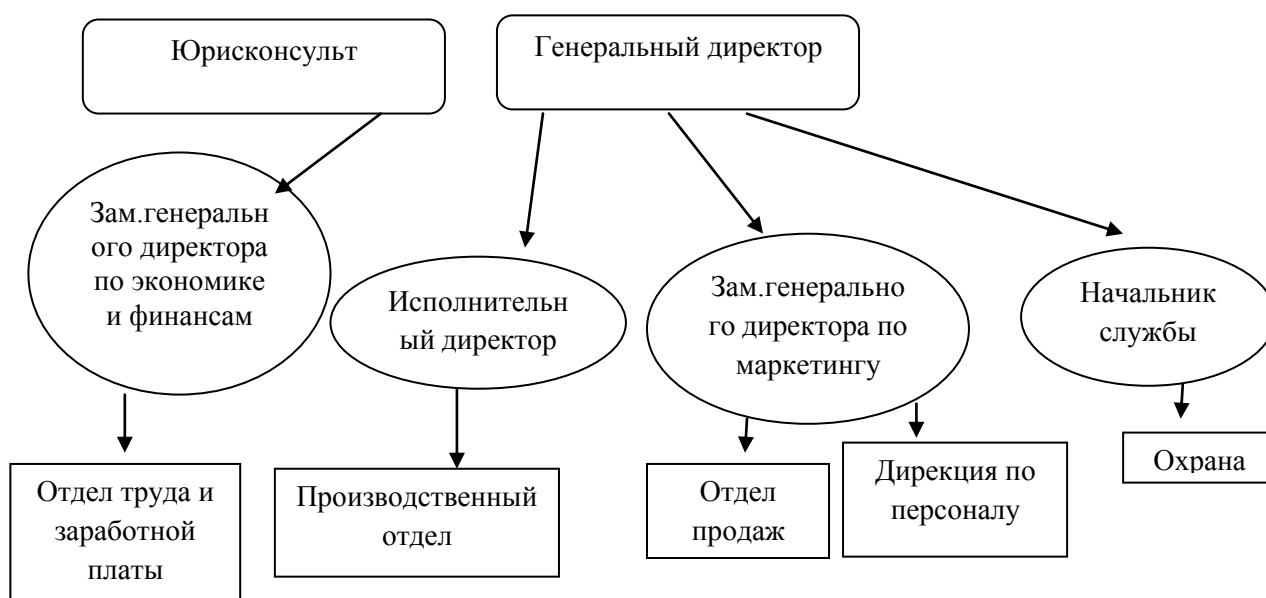 Юрисконсульт
Генеральный директор
Зам.генеральн
ого директора
по экономике
и финансам
Исполнительн
ый директор
Зам.генерально
го директора по
маркетингу
Начальник
службы
Отдел труда и
заработной
платы
Производственный
отдел
Отдел
продаж
Дирекция по
персоналу
Охрана